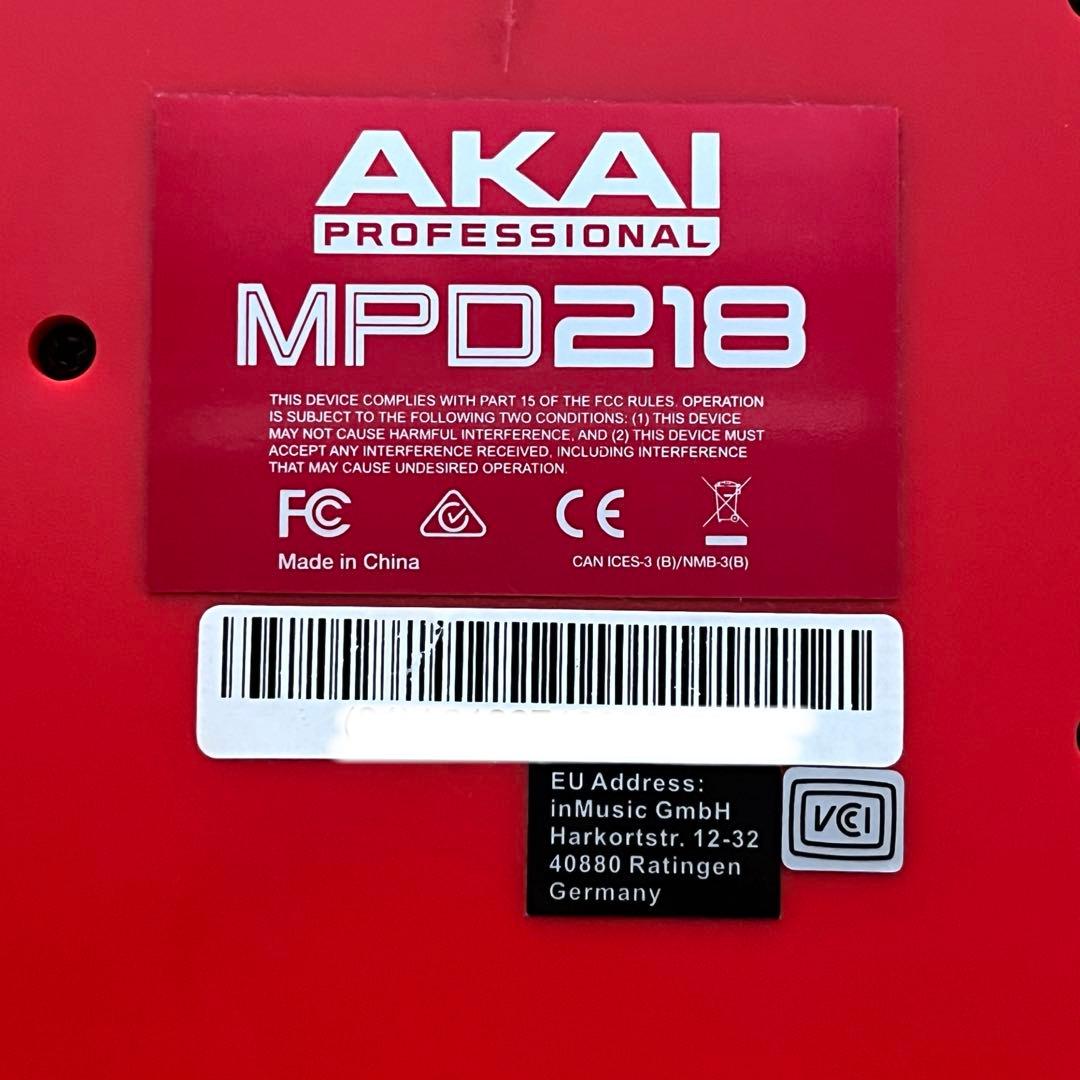 AKAI
PROFESSIONAL
MPD218
THIS DEVICE COMPLIES WITH PART 15 OF THE FCC RULES. OPERATION
IS SUBJECT TO THE FOLLOWING TWO CONDITIONS: (1) THIS DEVICE
MAY NOT CAUSE HARMFUL INTERFERENCE, AND (2) THIS DEVICE MUST
ACCEPT ANY INTERFERENCE RECEIVED, INCLUDING INTERFERENCE
THAT MAY CAUSE UNDESIRED OPERATION.
FC CE
Made in China
CAN ICES-3 (B)/NMB-3(B)
EU Address:
inMusic GmbH
Harkortstr. 12-32
40880 Ratingen
Germany
VCCI